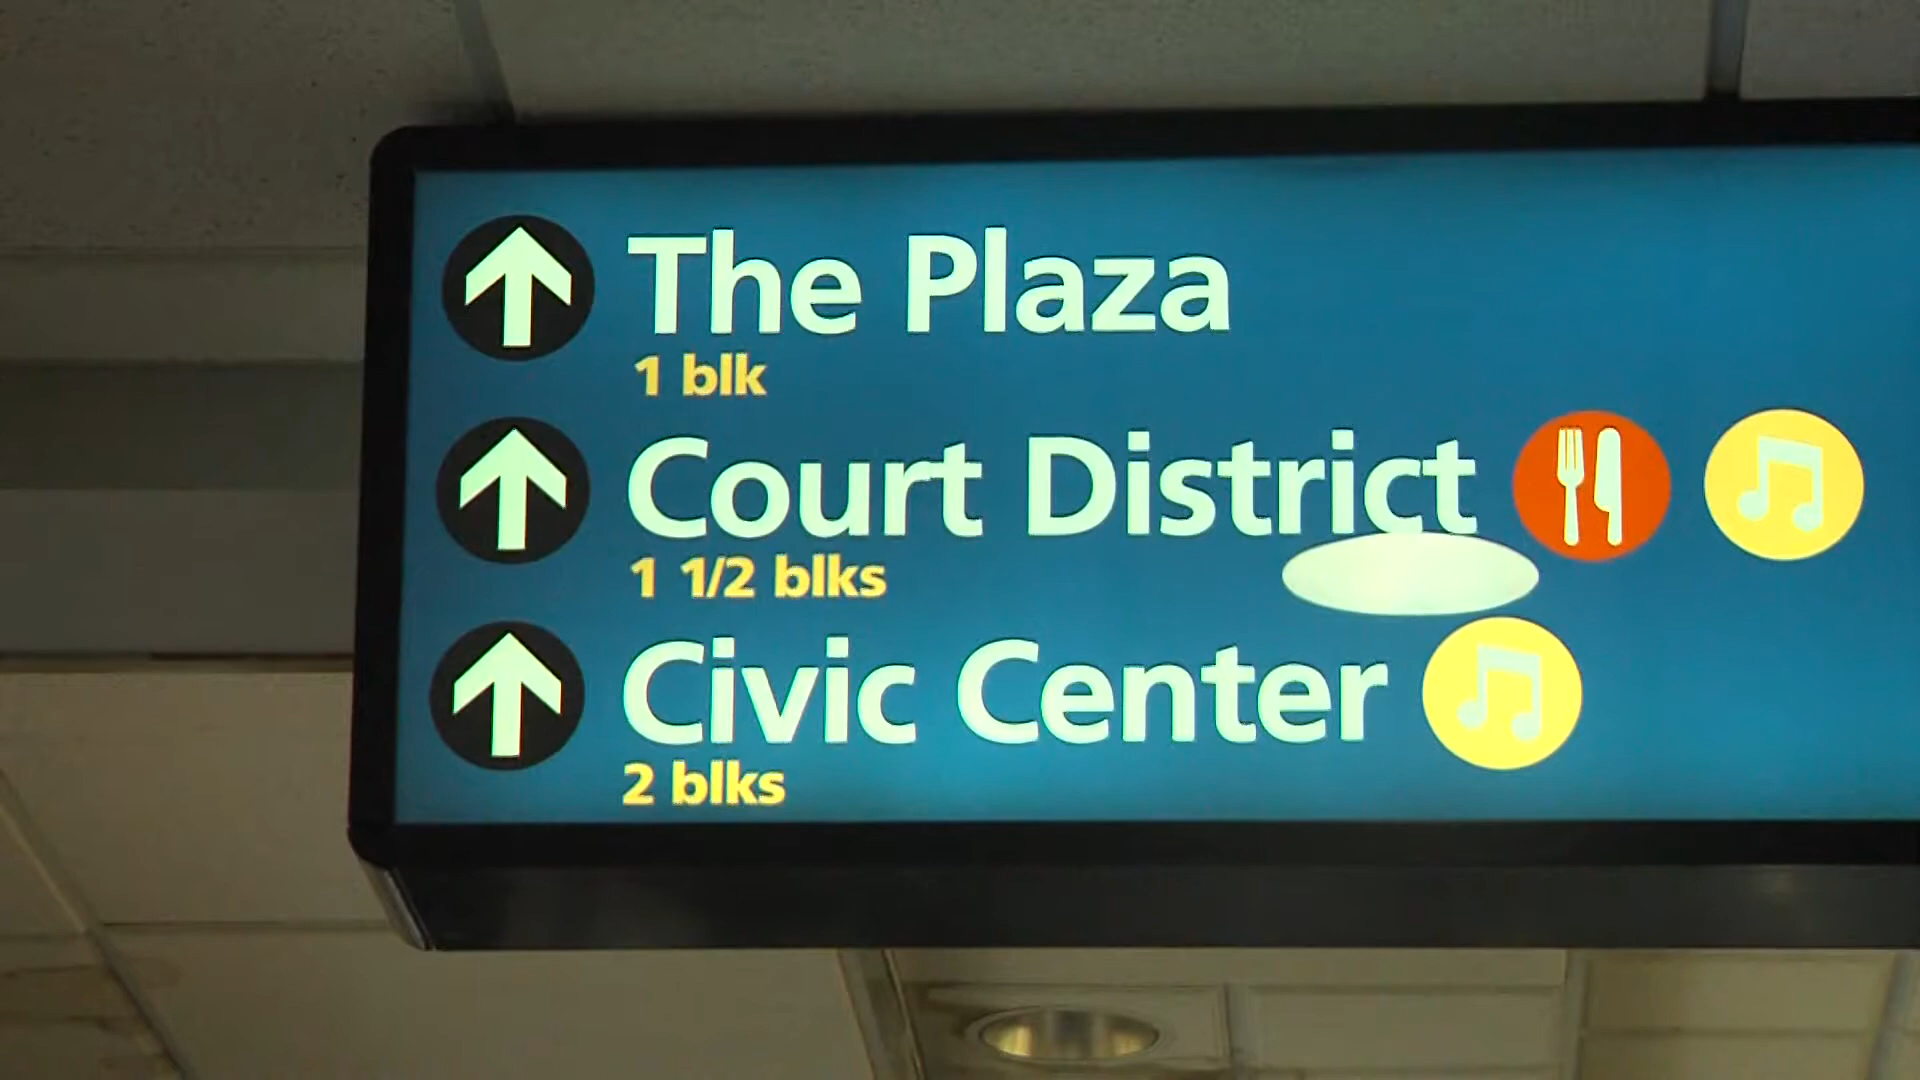 The Plaza
1 blk
Court District
1 1/2 blks
Civic Center
2 blks